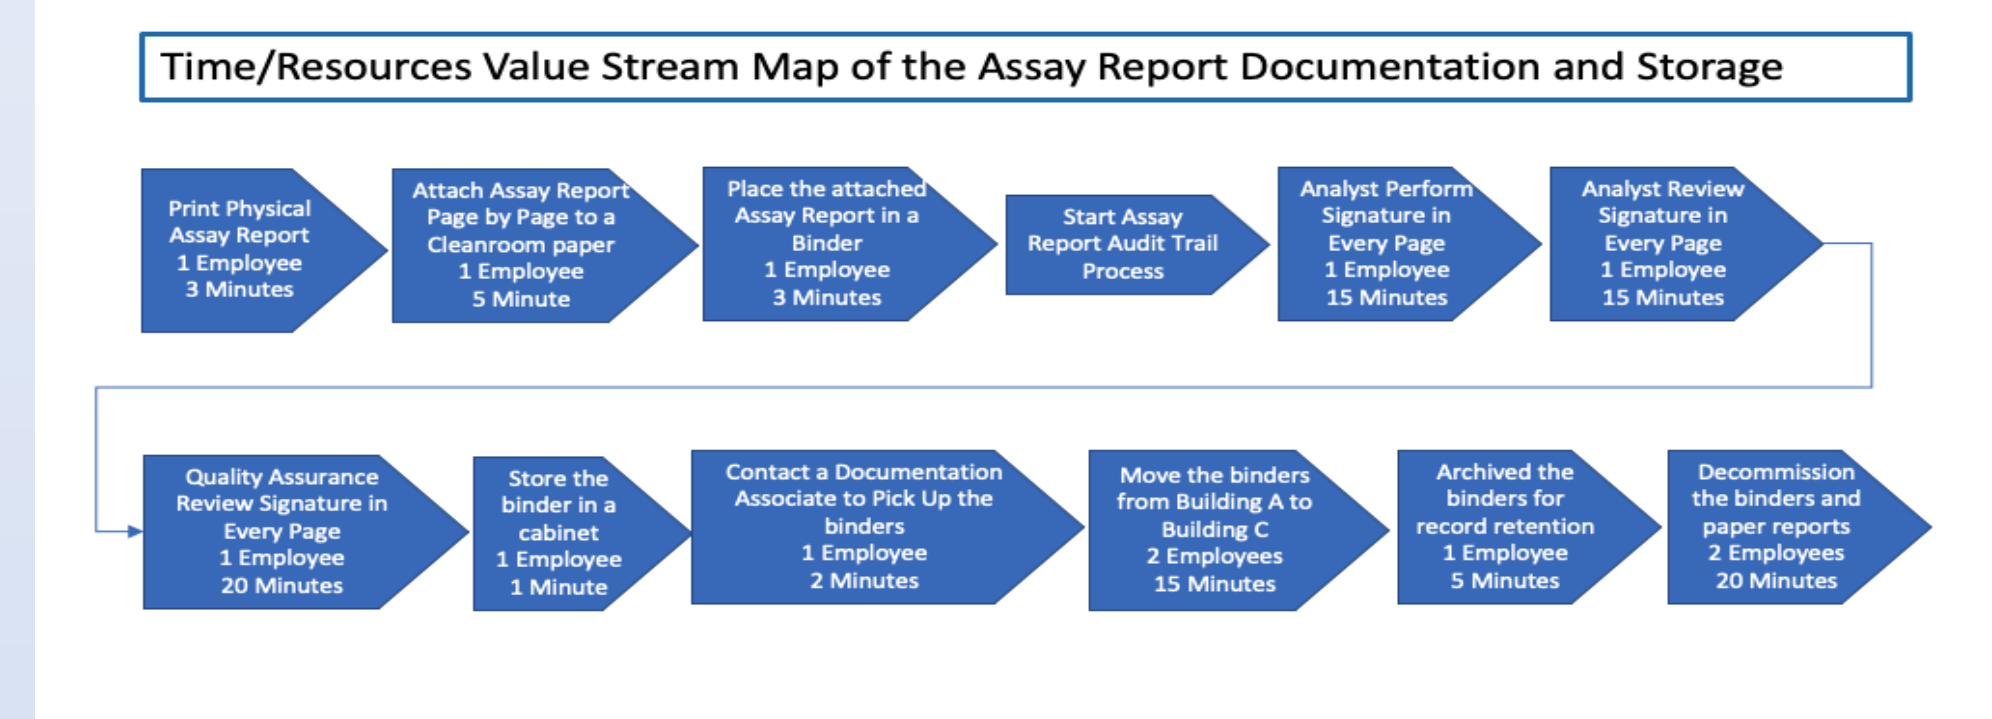 Time/Resources Value Stream Map of the Assay Report Documentation and Storage
Print Physical
Assay Report
1 Employee
3 Minutes
Attach Assay Report
Page by Page to a
Cleanroom paper
1 Employee
5 Minute
Place the attached
Assay Report in a
Binder
1 Employee
3 Minutes
Start Assay
Report Audit Trail
Process
Analyst Perform
Signature in
Every Page
1 Employee
15 Minutes
Analyst Review
Signature in
Every Page
1 Employee
15 Minutes
Quality Assurance
Review Signature in
Every Page
1 Employee
20 Minutes
Store the
binder in a
cabinet
1 Employee
1 Minute
Contact a Documentation
Associate to Pick Up the
binders
1 Employee
2 Minutes
Move the binders
from Building A to
Building C
2 Employees
15 Minutes
Archived the
binders for
record retention
1 Employee
5 Minutes
Decommission
the binders and
paper reports
2 Employees
20 Minutes